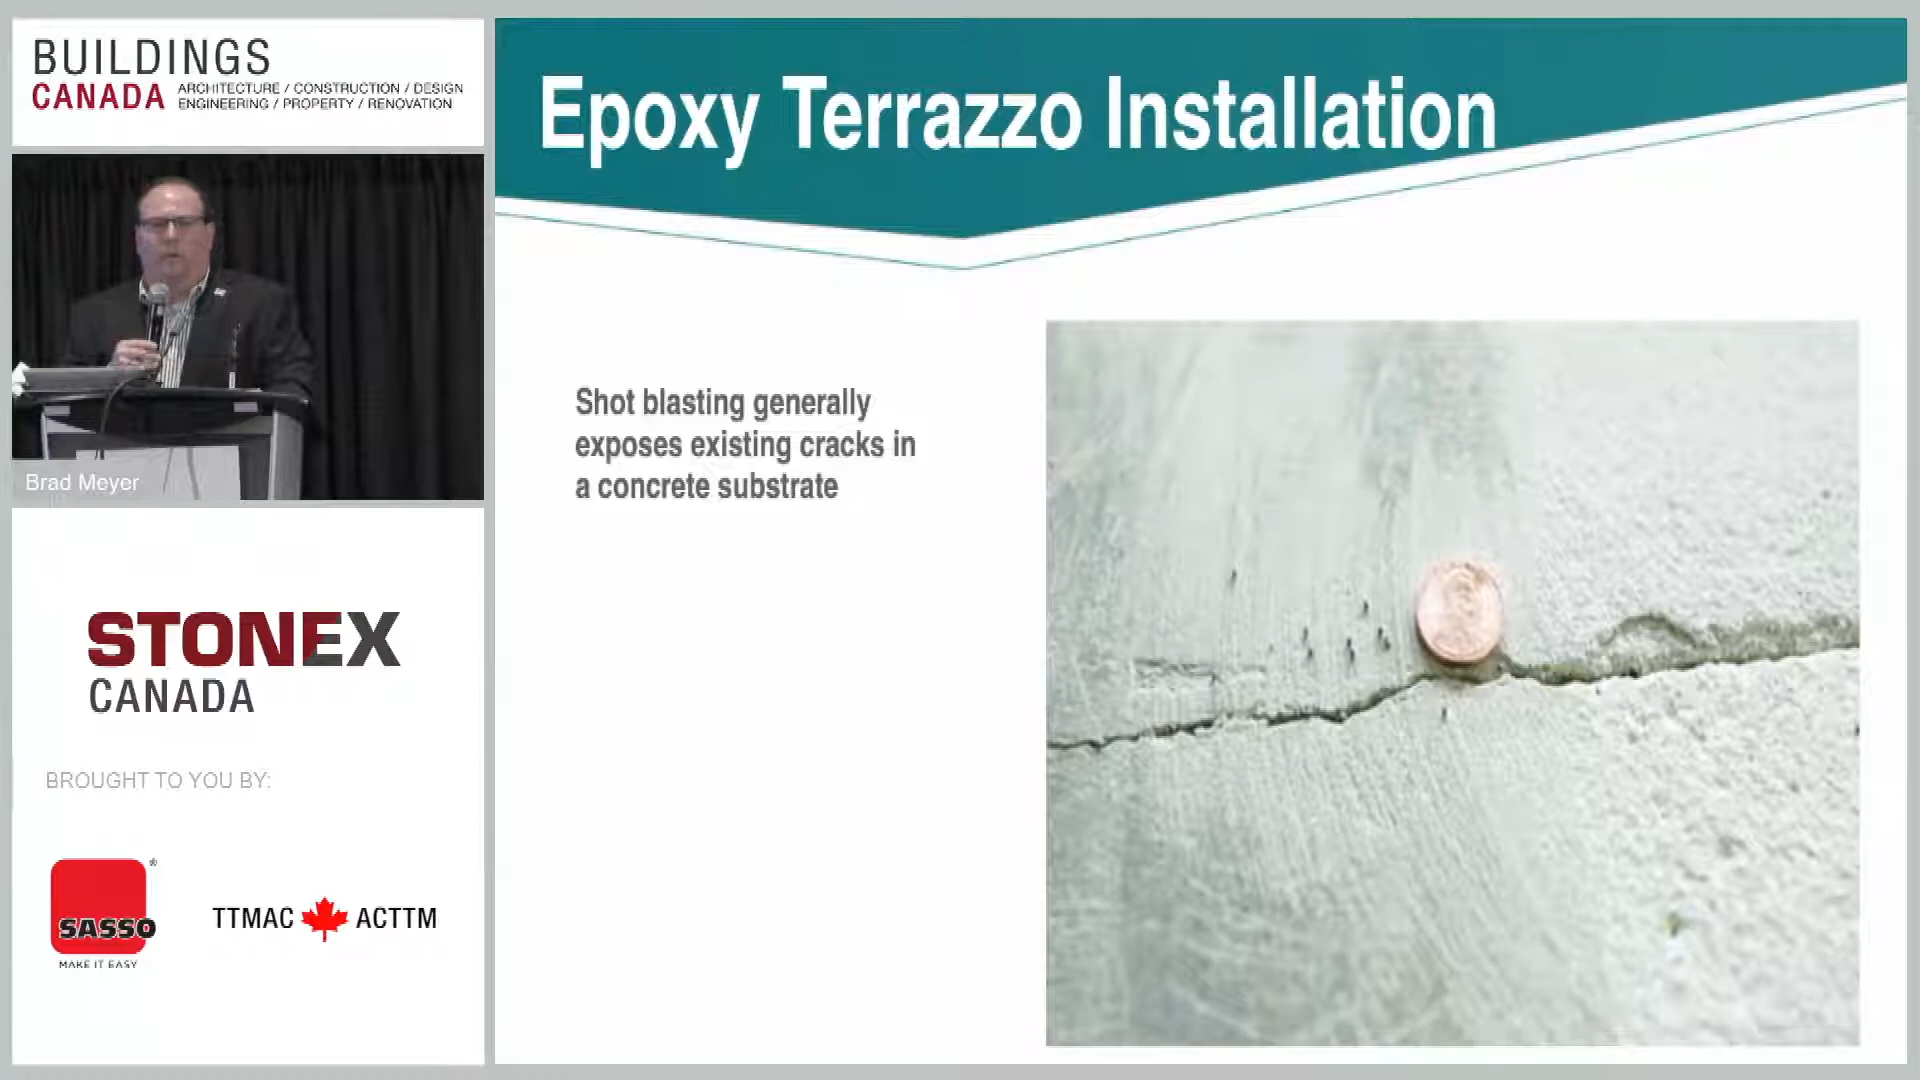 BUILDINGS
CANADA
ARCHITECTURE / CONSTRUCTION / DESIGN
ENGINEERING / PROPERTY / RENOVATION
Brad Meyer
STONEX
CANADA
BROUGHT TO YOU BY:
SASSO ®
MAKE IT EASY
TTMAC ACTTM
Epoxy Terrazzo Installation
Shot blasting generally
exposes existing cracks in
a concrete substrate